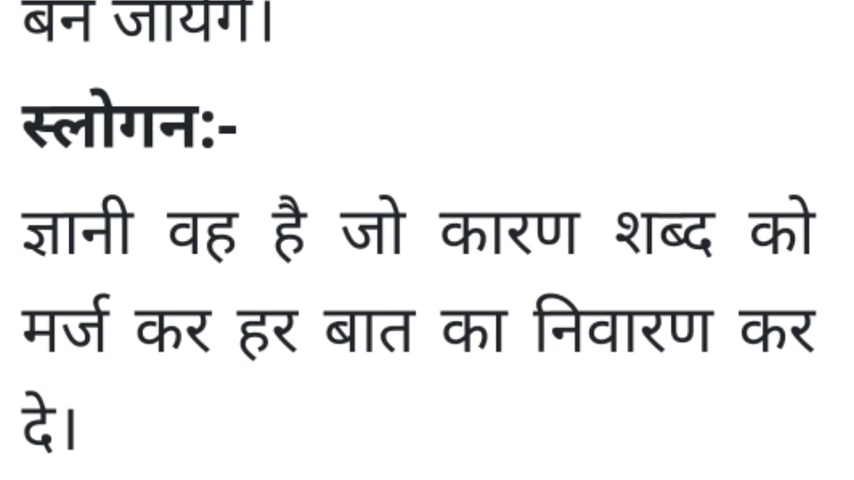 बन जायेंगे।
स्लोगन:-
ज्ञानी वह है जो कारण शब्द को
मर्ज कर हर बात का निवारण कर
दे।